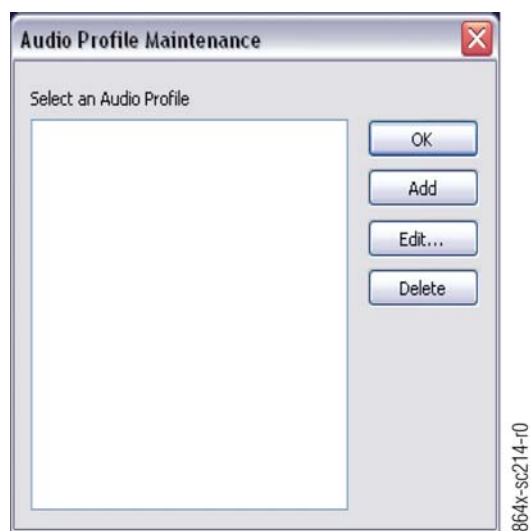 Audio Profile Maintenance
Select an Audio Profile
OK
Add
Edit...
Delete
864x-sc214-r0